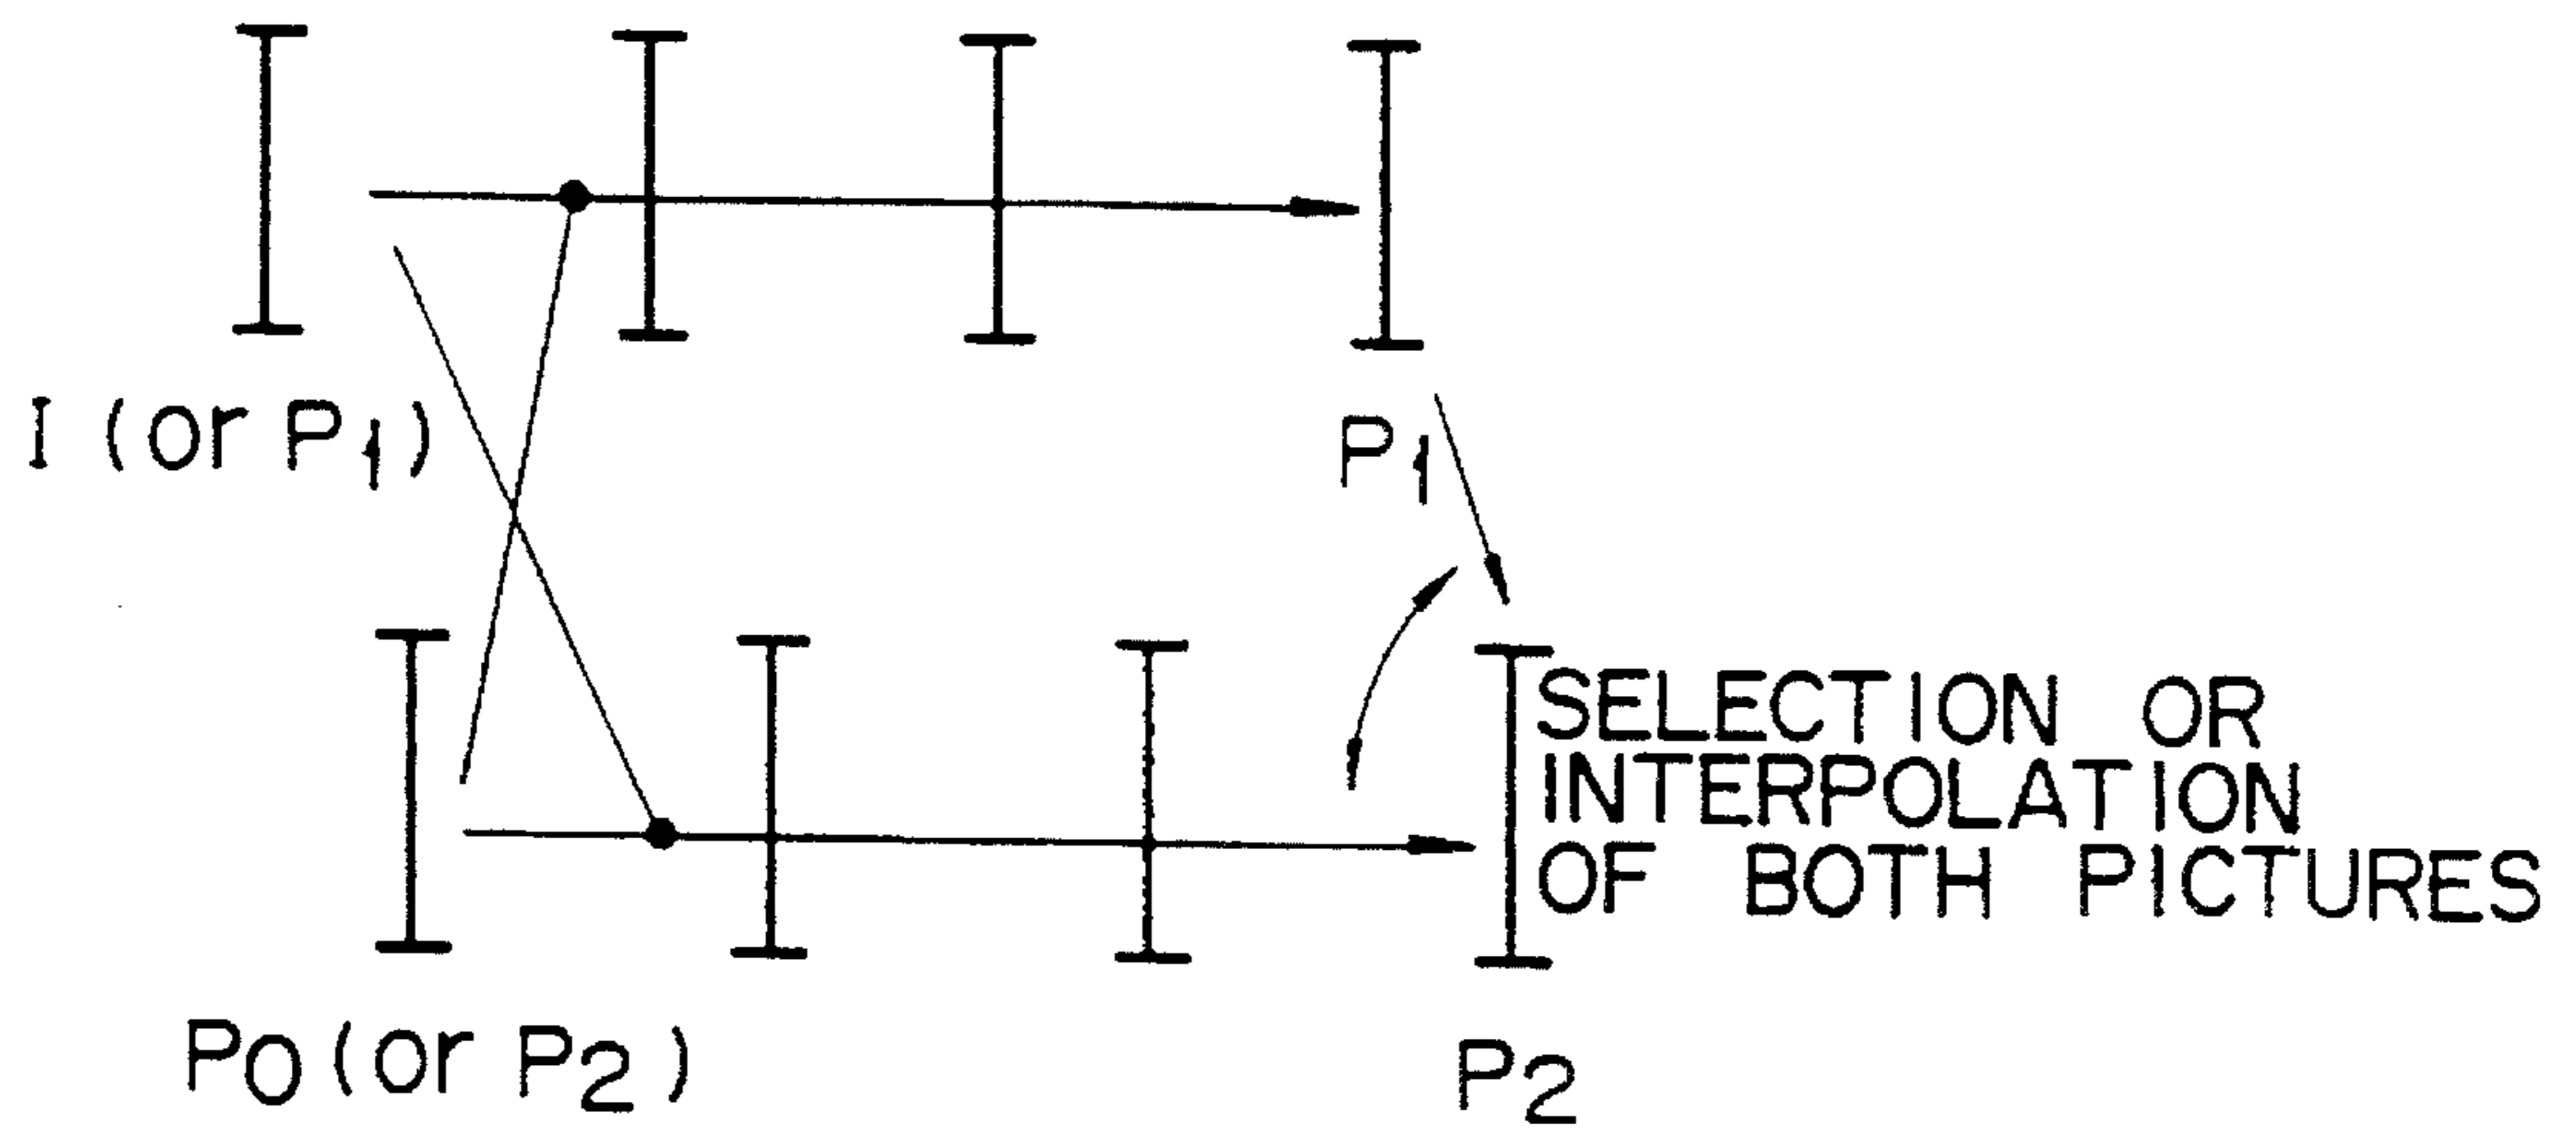 I (or P1)
P1
SELECTION OR
INTERPOLATION
OF BOTH PICTURES
P0 (or P2)
P2